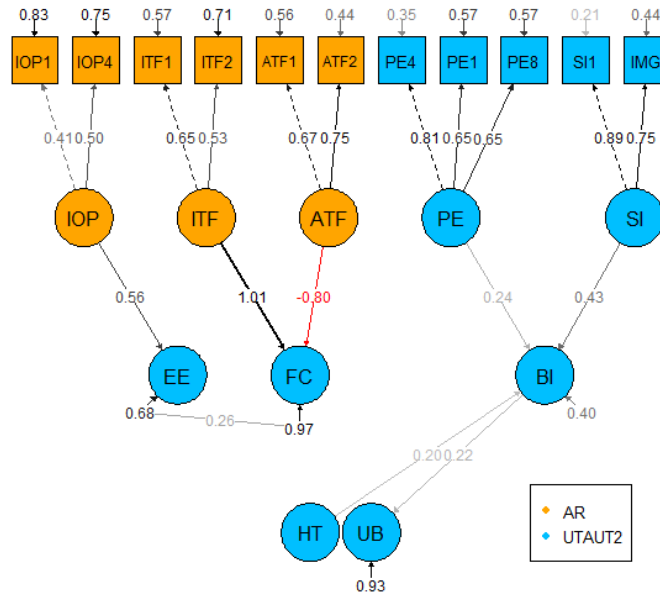 0.83 0.75 0.57 0.71 0.56 0.44 0.35 0.57 0.57 0.21 0.44
IOP1 IOP4 ITF1 ITF2 ATF1 ATF2 PE4 PE1 PE8 SI1 IMG
0.41 0.50 0.65 0.53 0.67 0.75 0.81 0.65 0.65 0.89 0.75
IOP ITF ATF PE SI
0.56 1.01 -0.80 0.24 0.43
EE FC BI
0.68 0.26 0.97 0.40
0.20 0.22
HT UB
0.93
AR
UTAUT2